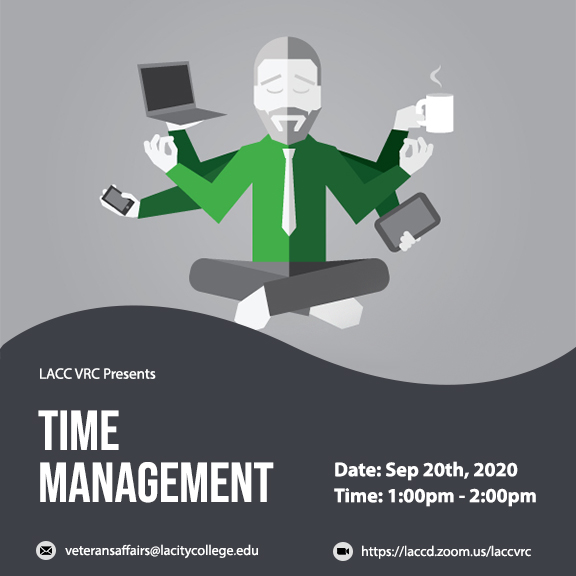 LACC VRC Presents
TIME
MANAGEMENT
Date: Sep 20th, 2020
Time: 1:00pm - 2:00pm
veteransaffairs@lacitycollege.edu
https://laccd.zoom.us/laccvrc